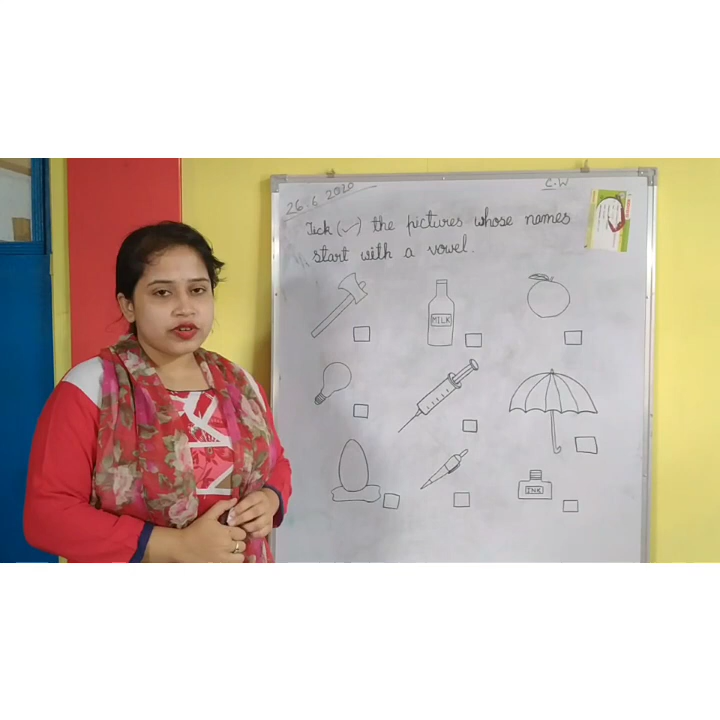 26.6.2020
C.W
Tick (✓) the pictures whose names
start with a vowel.
MILK
INK